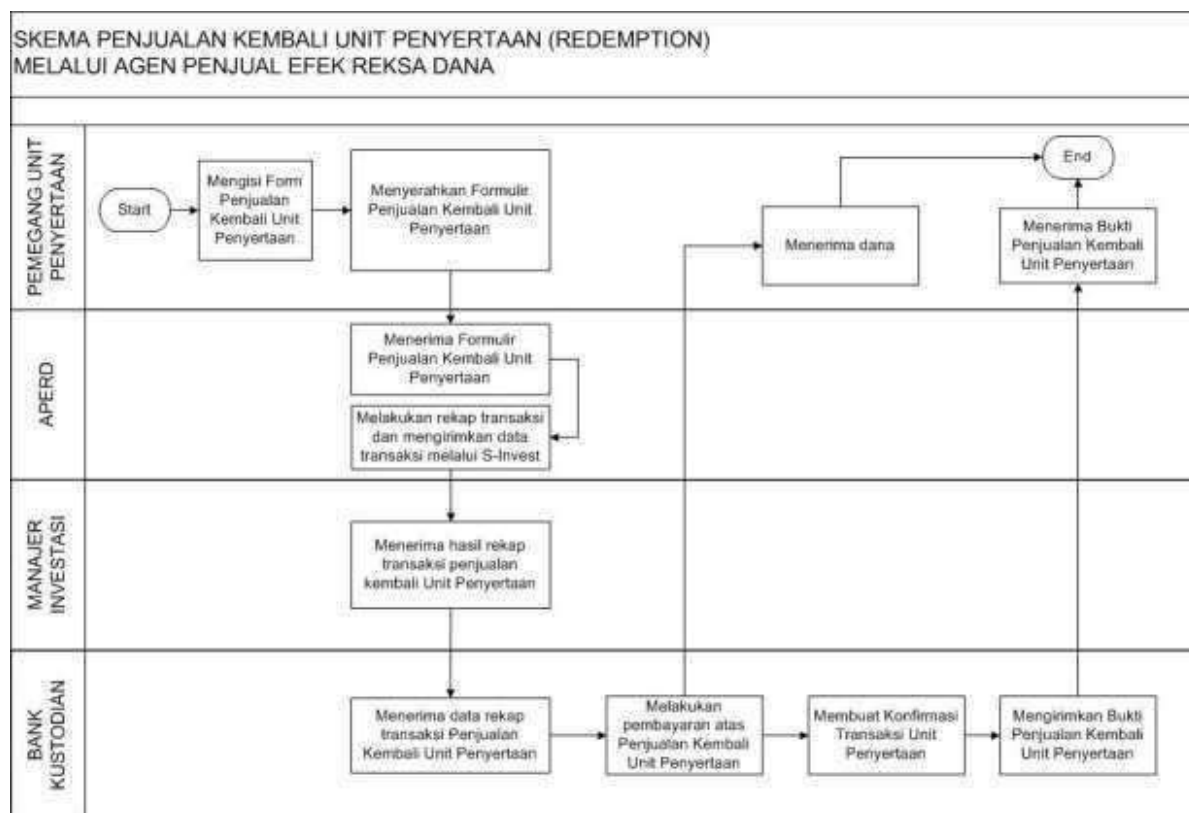 SKEMA PENJUALAN KEMBALI UNIT PENYERTAAN (REDEMPTION)
MELALUI AGEN PENJUAL EFEK REKSA DANA
PEMEGANG UNIT
PENYERTAAN
Start
Mengisi Form
Penjualan
Kembali Unit
Penyertaan
Menyerahkan Formulir
Penjualan Kembali Unit
Penyertaan
Menerima dana
End
Menerima Bukti
Penjualan Kembali
Unit Penyertaan
APERD
Menerima Formulir
Penjualan Kembali Unit
Penyertaan
Melakukan rekap transaksi
dan mengirimkan data
transaksi melalui S-Invest
MANAJER
INVESTASI
Menerima hasil rekap
transaksi penjualan
kembali Unit Penyertaan
BANK
KUSTODIAN
Menerima data rekap
transaksi Penjualan
Kembali Unit Penyertaan
Melakukan
pembayaran atas
Penjualan Kembali
Unit Penyertaan
Membuat Konfirmasi
Transaksi Unit
Penyertaan
Mengirimkan Bukti
Penjualan Kembali
Unit Penyertaan